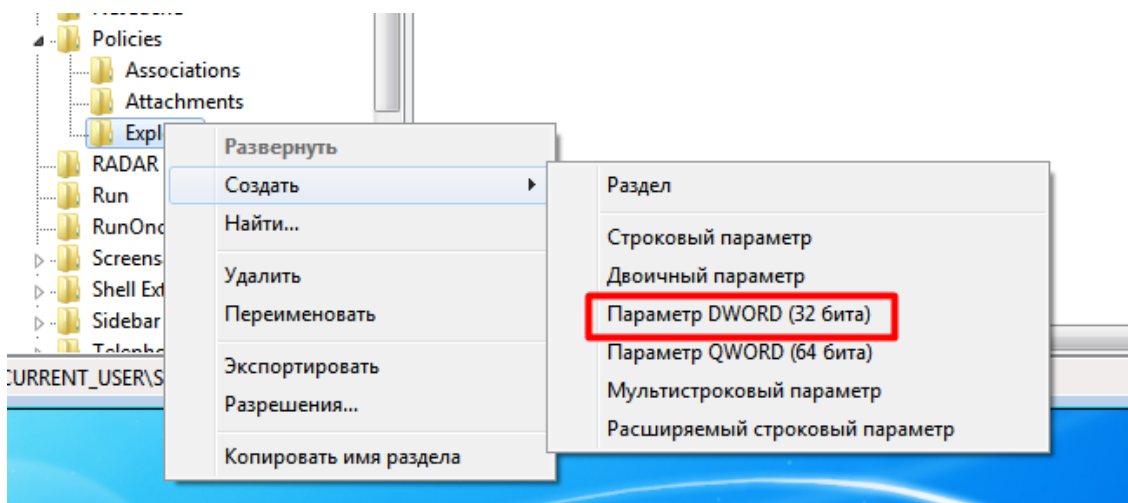 Policies
Associations
Attachments
Expl
RADAR
Run
RunOnc
Screens
Shell Ext
Sidebar
CURRENT_USER\S
Развернуть
Создать
Найти...
Удалить
Переименовать
Экспортировать
Разрешения...
Копировать имя раздела
Раздел
Строковый параметр
Двоичный параметр
Параметр DWORD (32 бита)
Параметр QWORD (64 бита)
Мультистроковый параметр
Расширяемый строковый параметр